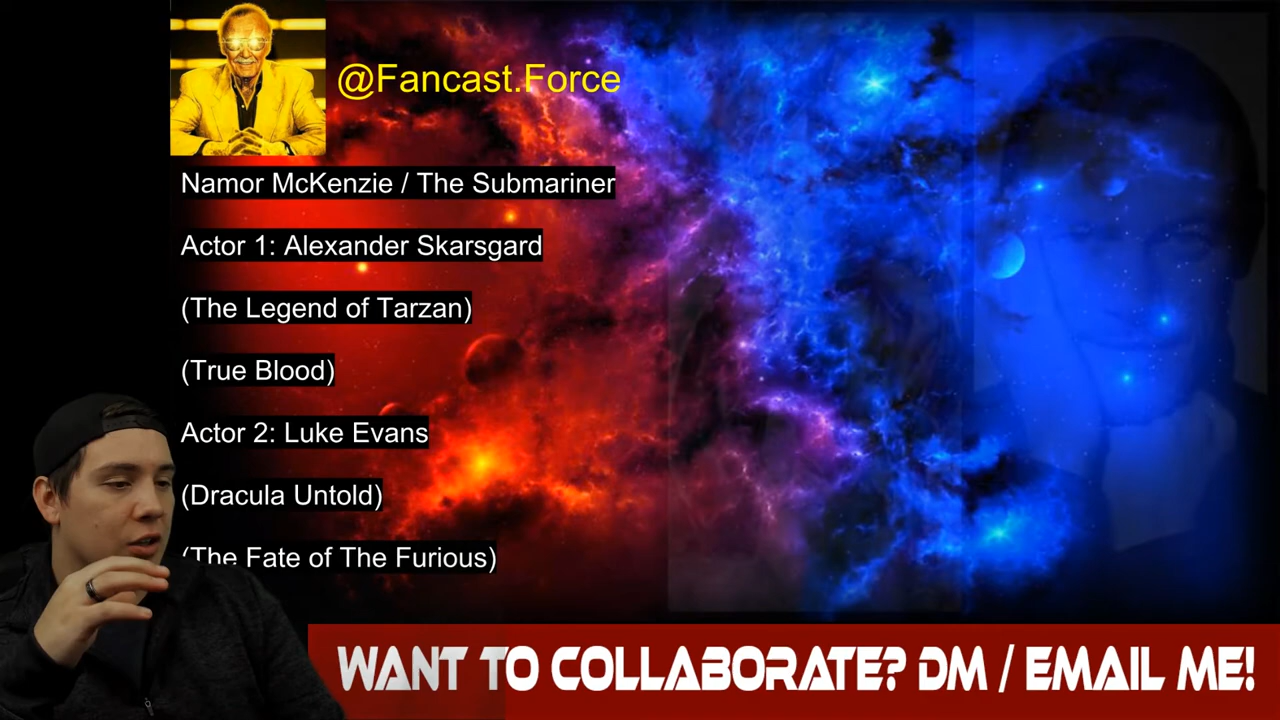 @Fancast.Force
Namor McKenzie / The Submariner
Actor 1: Alexander Skarsgard
(The Legend of Tarzan)
(True Blood)
Actor 2: Luke Evans
(Dracula Untold)
(The Fate of The Furious)
WANT TO COLLABORATE? DM / EMAIL ME!